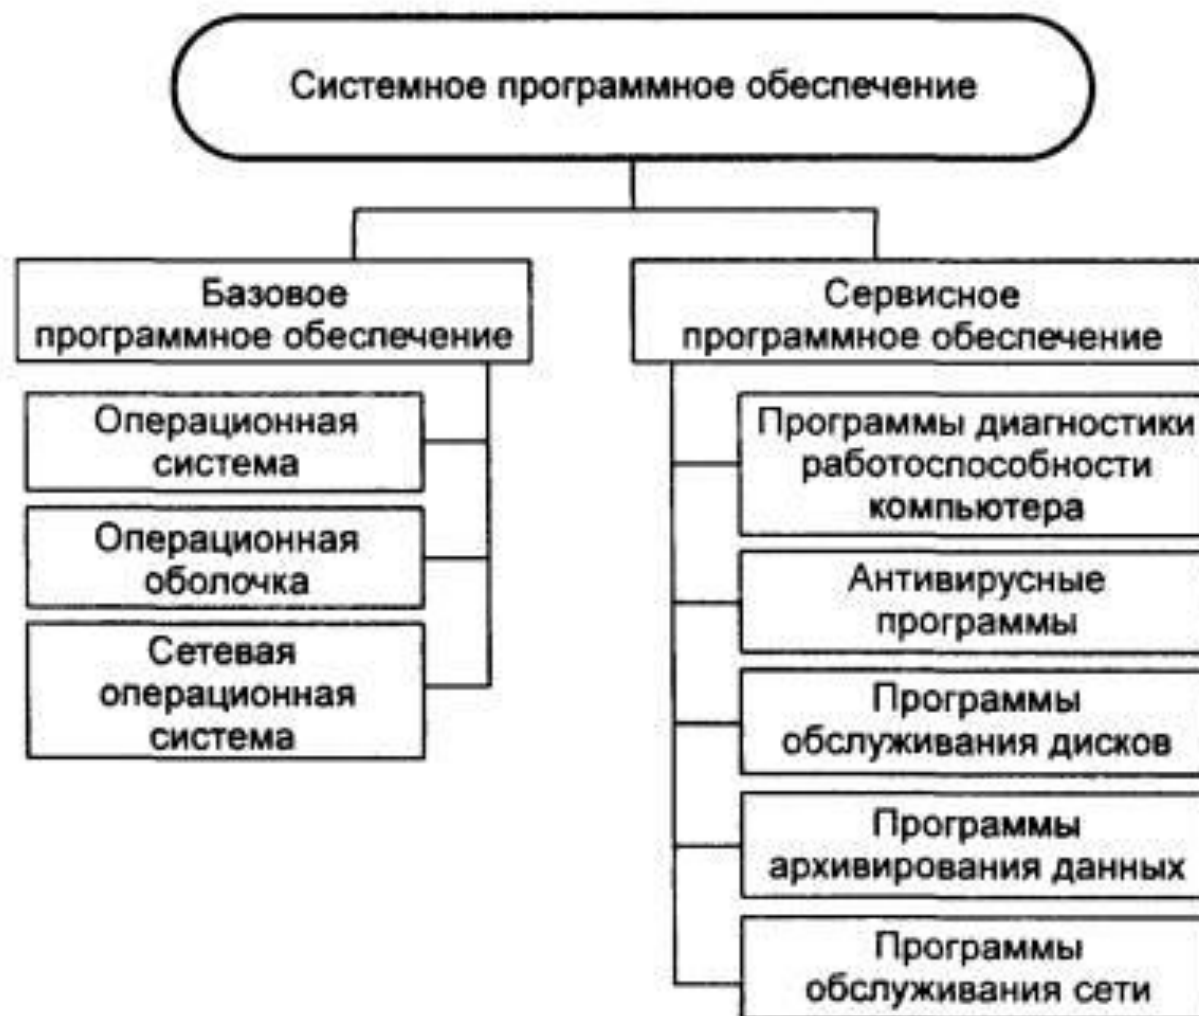 Системное программное обеспечение
Базовое
программное обеспечение
Операционная
система
Операционная
оболочка
Сетевая
операционная
система
Сервисное
программное обеспечение
Программы диагностики
работоспособности
компьютера
Антивирусные
программы
Программы
обслуживания дисков
Программы
архивирования данных
Программы
обслуживания сети